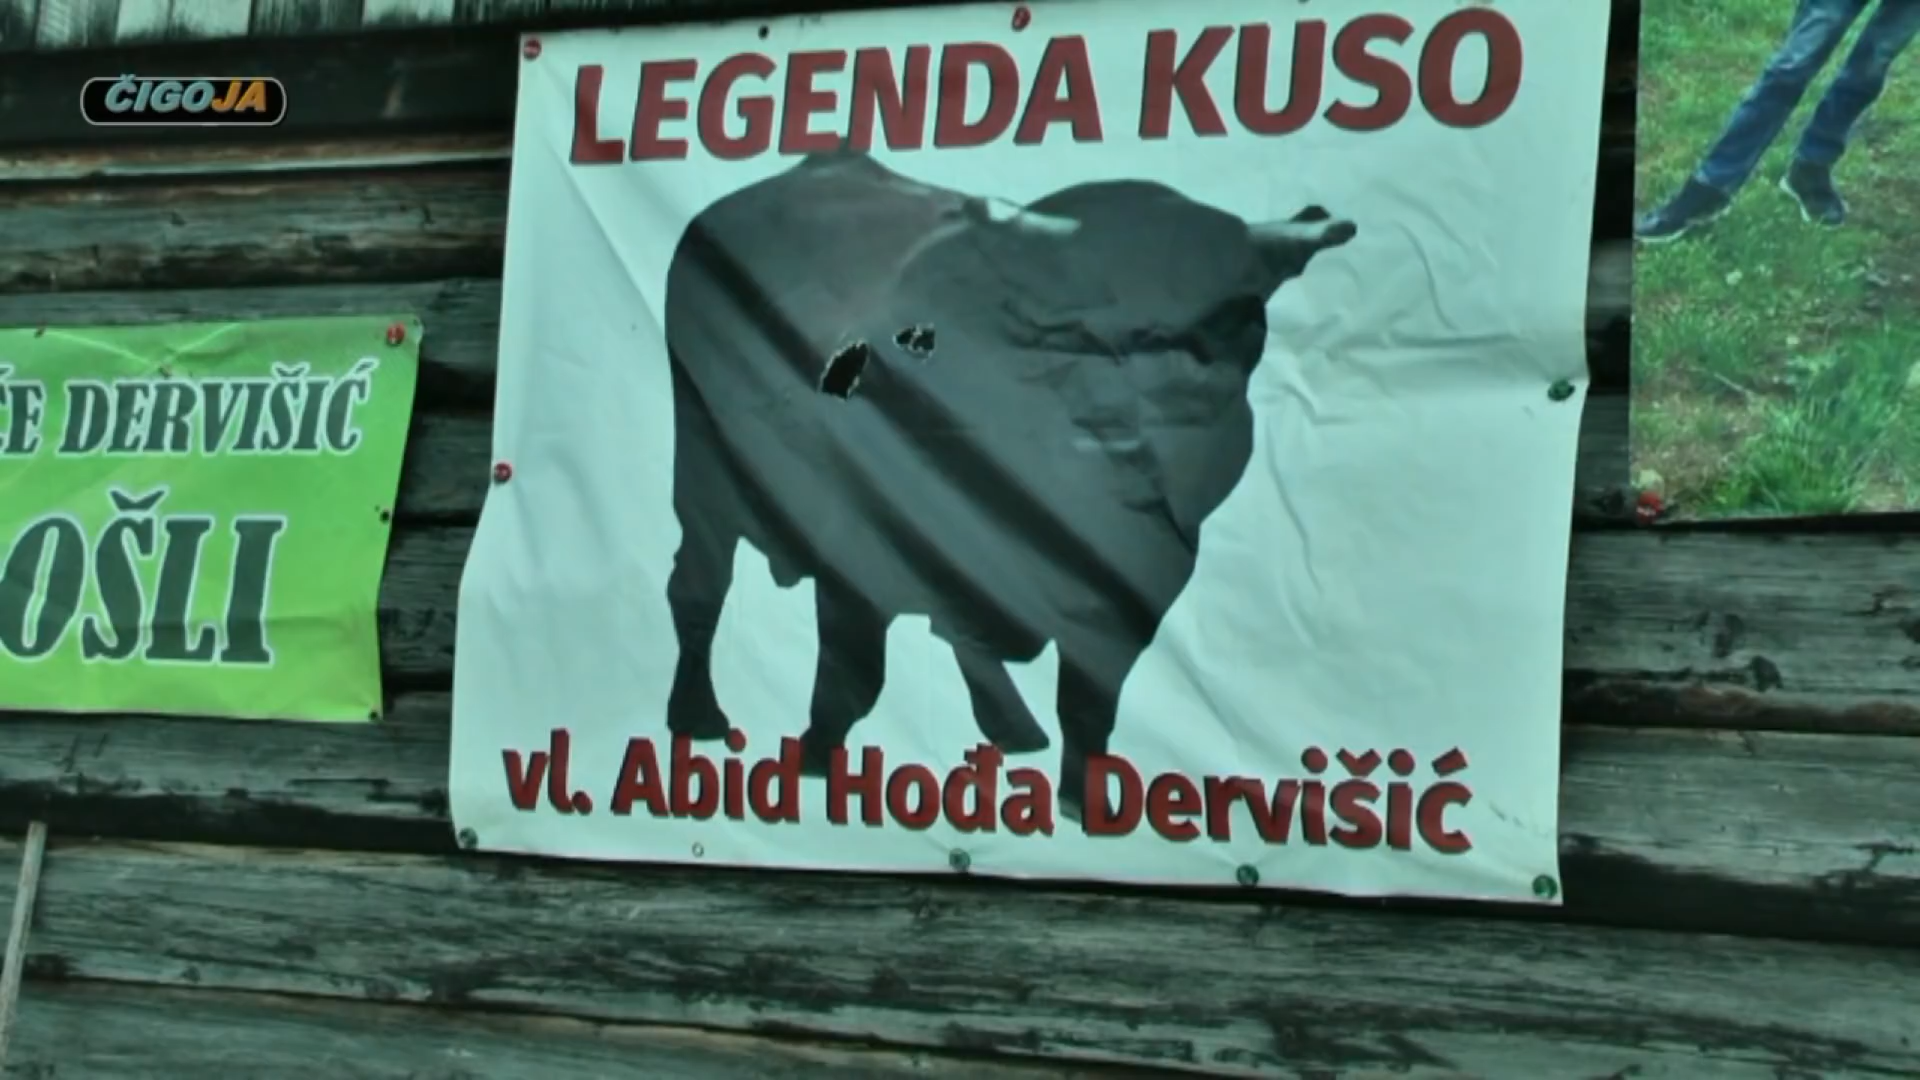 ČIGOJA
LEGENDA KUSO
vl. Abid Hođa Dervišić
DERVIŠIĆ
OŠLI